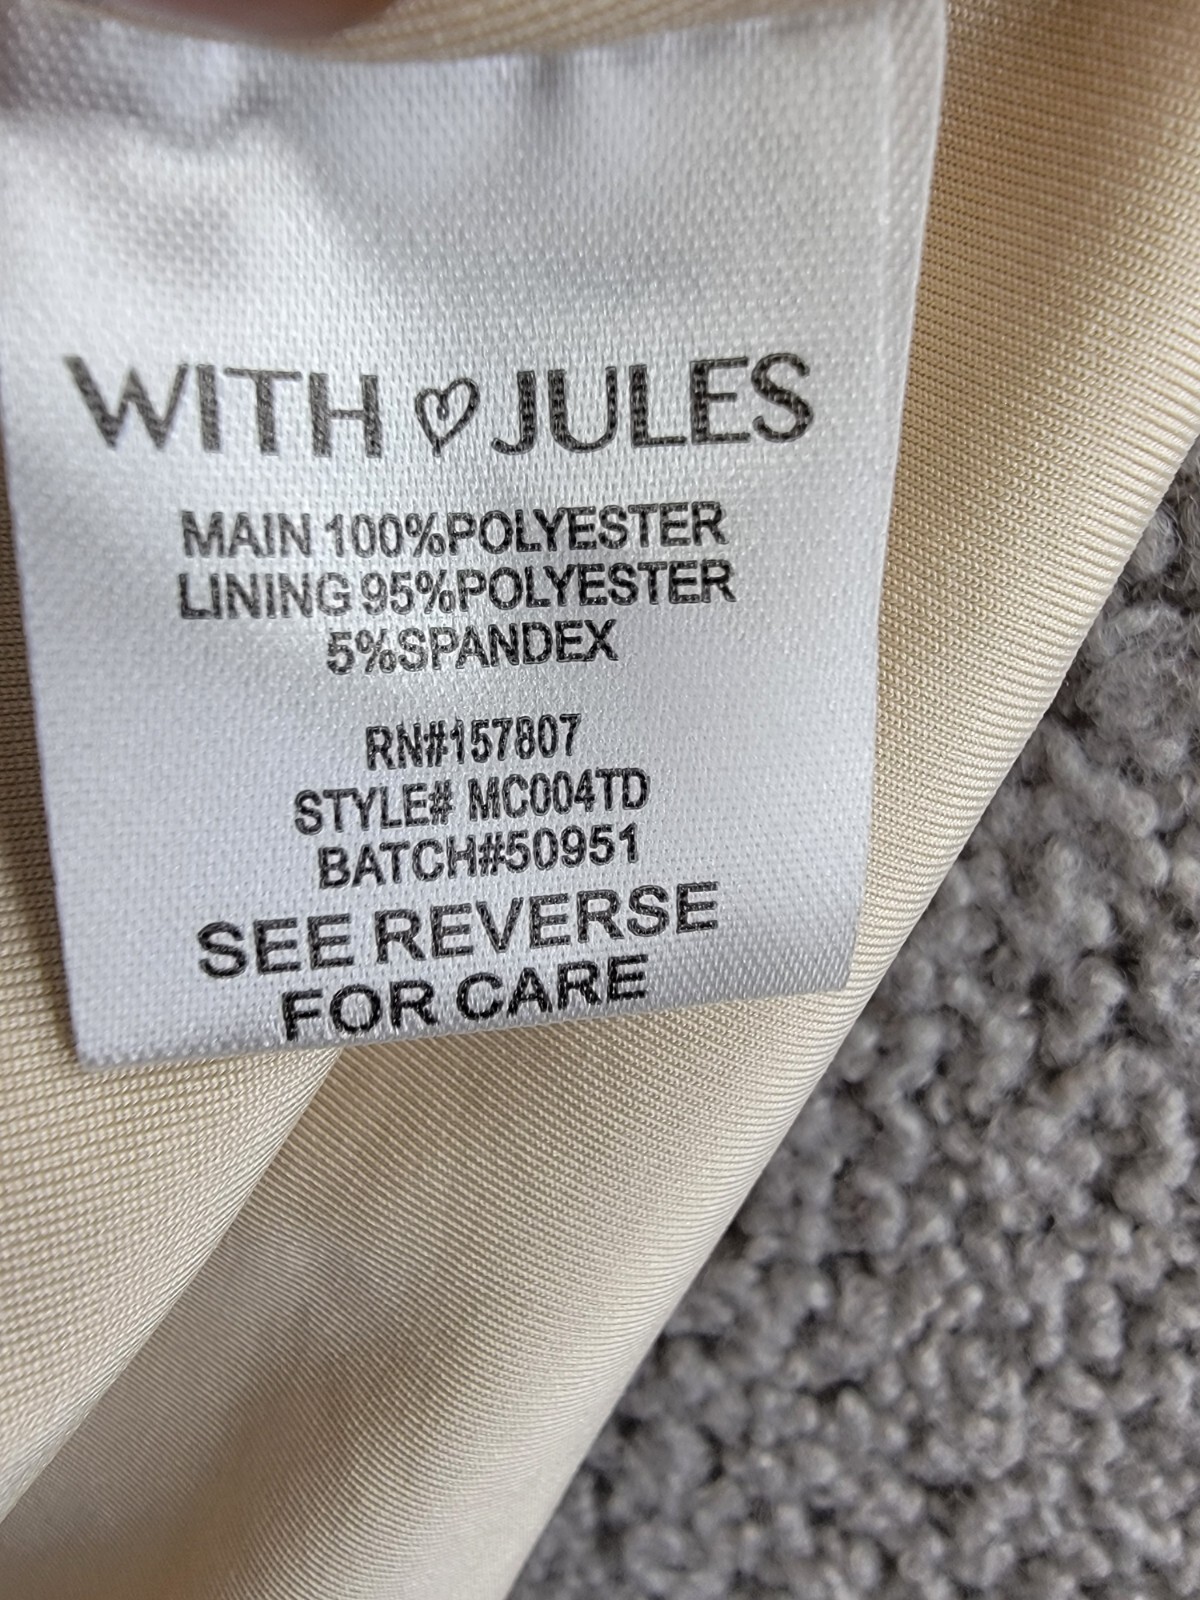 WITH ♡ JULES
MAIN 100%POLYESTER
LINING 95%POLYESTER
5%SPANDEX
RN#157807
STYLE# MC004TD
BATCH#50951
SEE REVERSE
FOR CARE